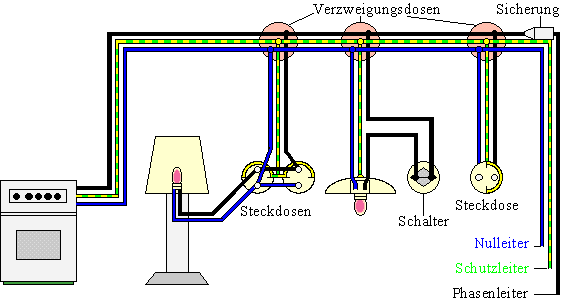 Verzweigungsdosen
Sicherung
Steckdosen
Schalter
Steckdose
Nulleiter
Schutzleiter
Phasenleiter